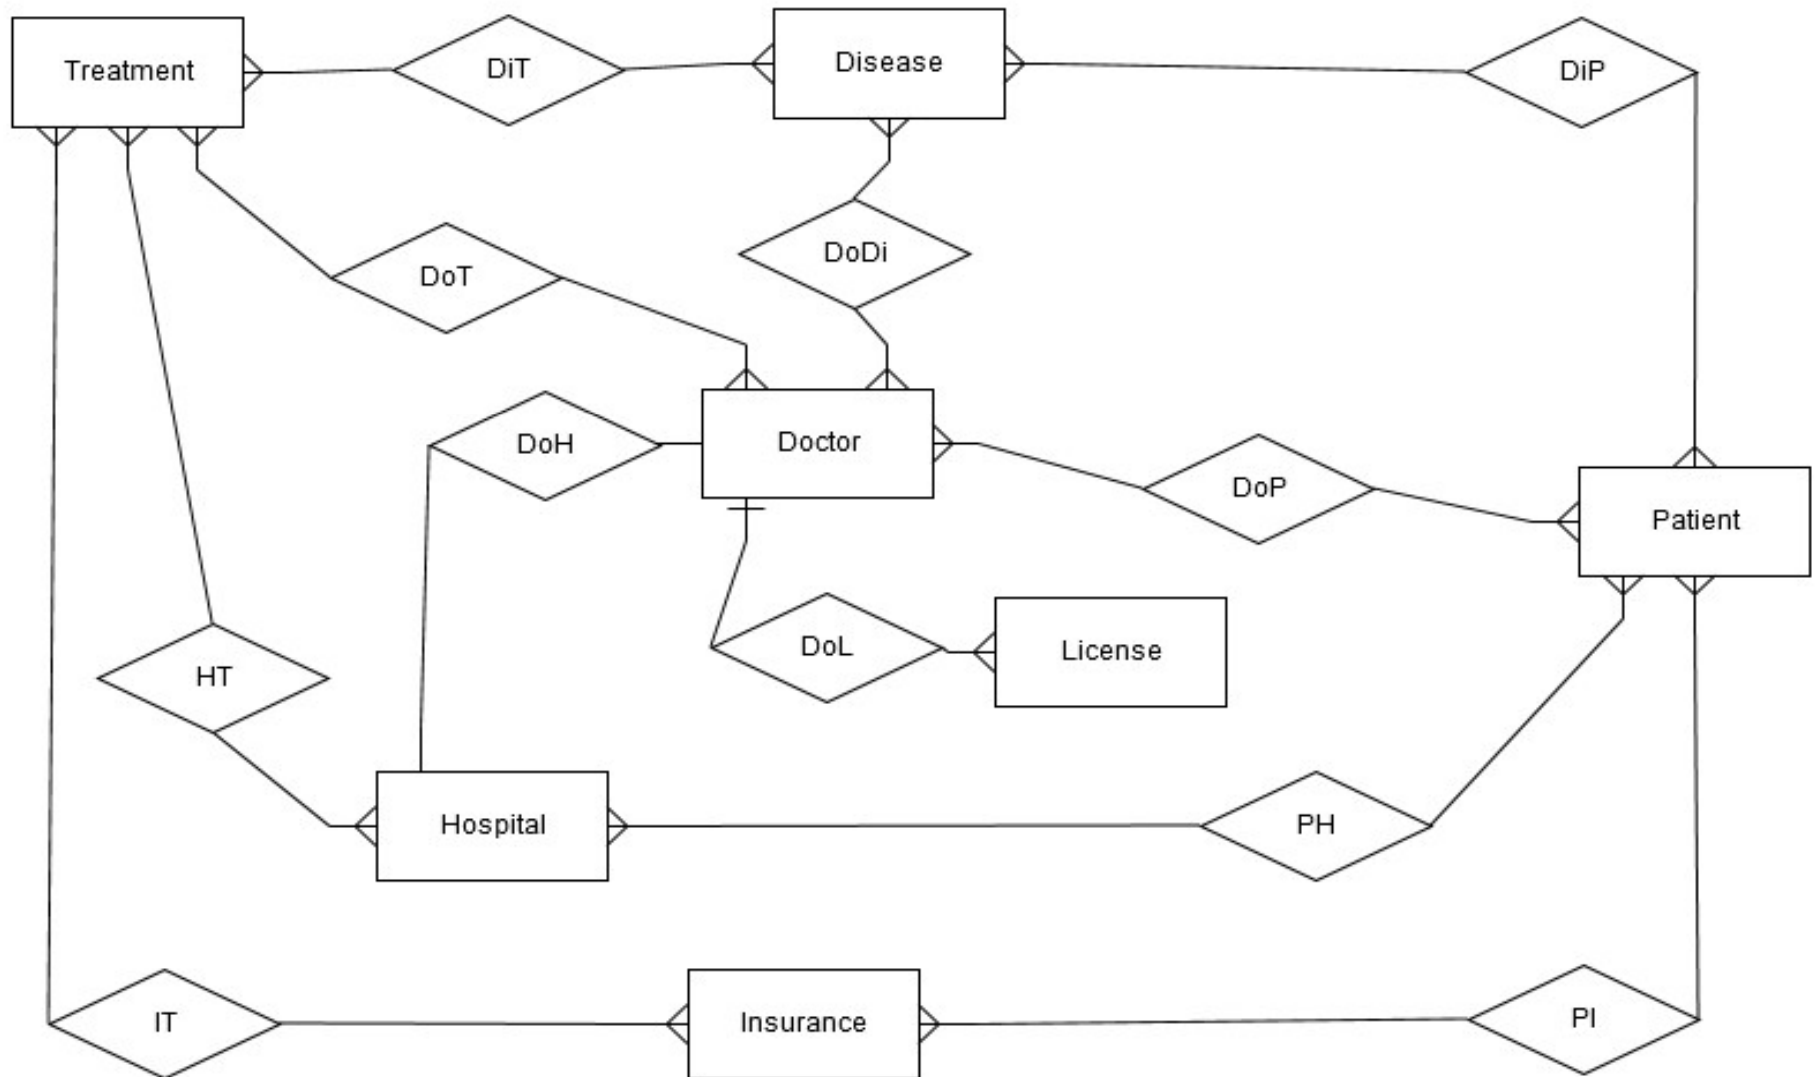 Treatment
DiT
Disease
DiP
DoDi
DoT
DoH
Doctor
DoP
Patient
DoL
License
HT
Hospital
PH
IT
Insurance
PI